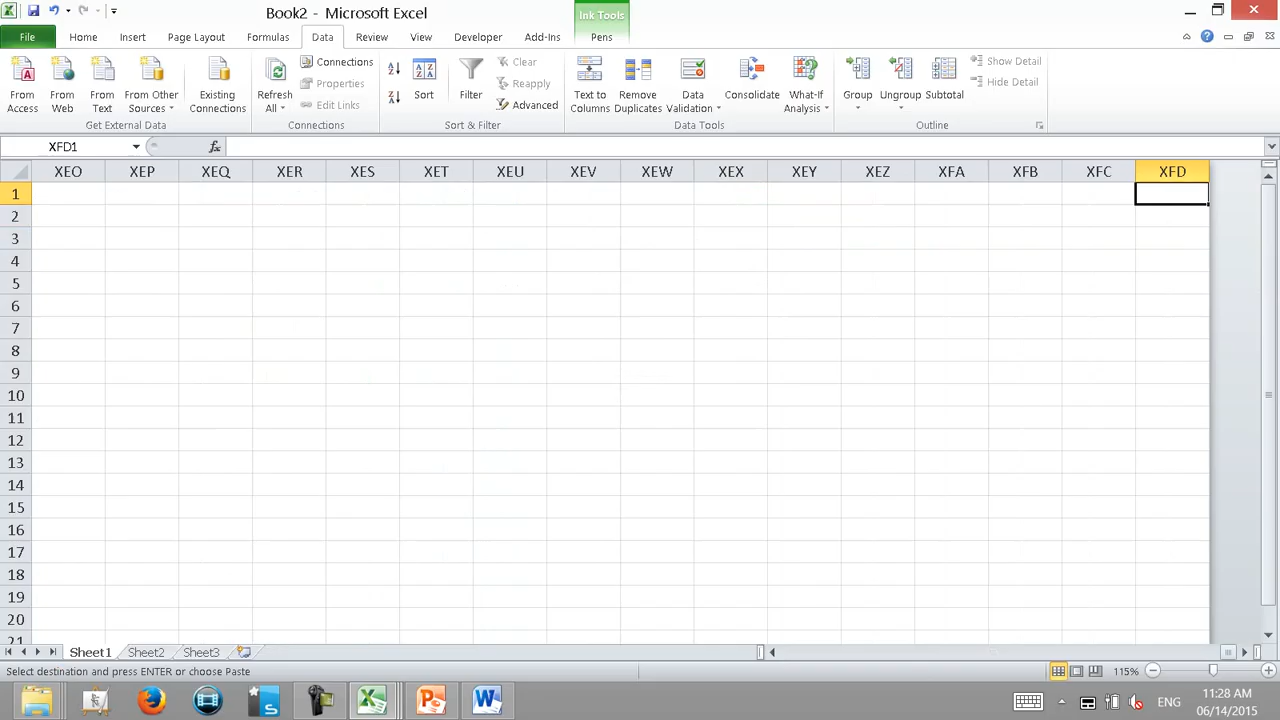 Book2 - Microsoft Excel
Ink Tools
File Home Insert Page Layout Formulas Data Review View Developer Add-Ins Pens
From Access
From Web
From Text
From Other Sources
Existing Connections
Get External Data
Refresh All
Connections
Properties
Edit Links
Connections
Sort
Filter
Clear
Reapply
Advanced
Sort & Filter
Text to Columns
Remove Duplicates
Data Validation
Consolidate
What-If Analysis
Data Tools
Group
Ungroup
Subtotal
Show Detail
Hide Detail
Outline
XFD1 fx
XEO XEP XEQ XER XES XET XEU XEV XEW XEX XEY XEZ XFA XFB XFC XFD
1
2
3
4
5
6
7
8
9
10
11
12
13
14
15
16
17
18
19
20
21
Sheet1 Sheet2 Sheet3
Select destination and press ENTER or choose Paste 115%
ENG
11:28 AM
06/14/2015